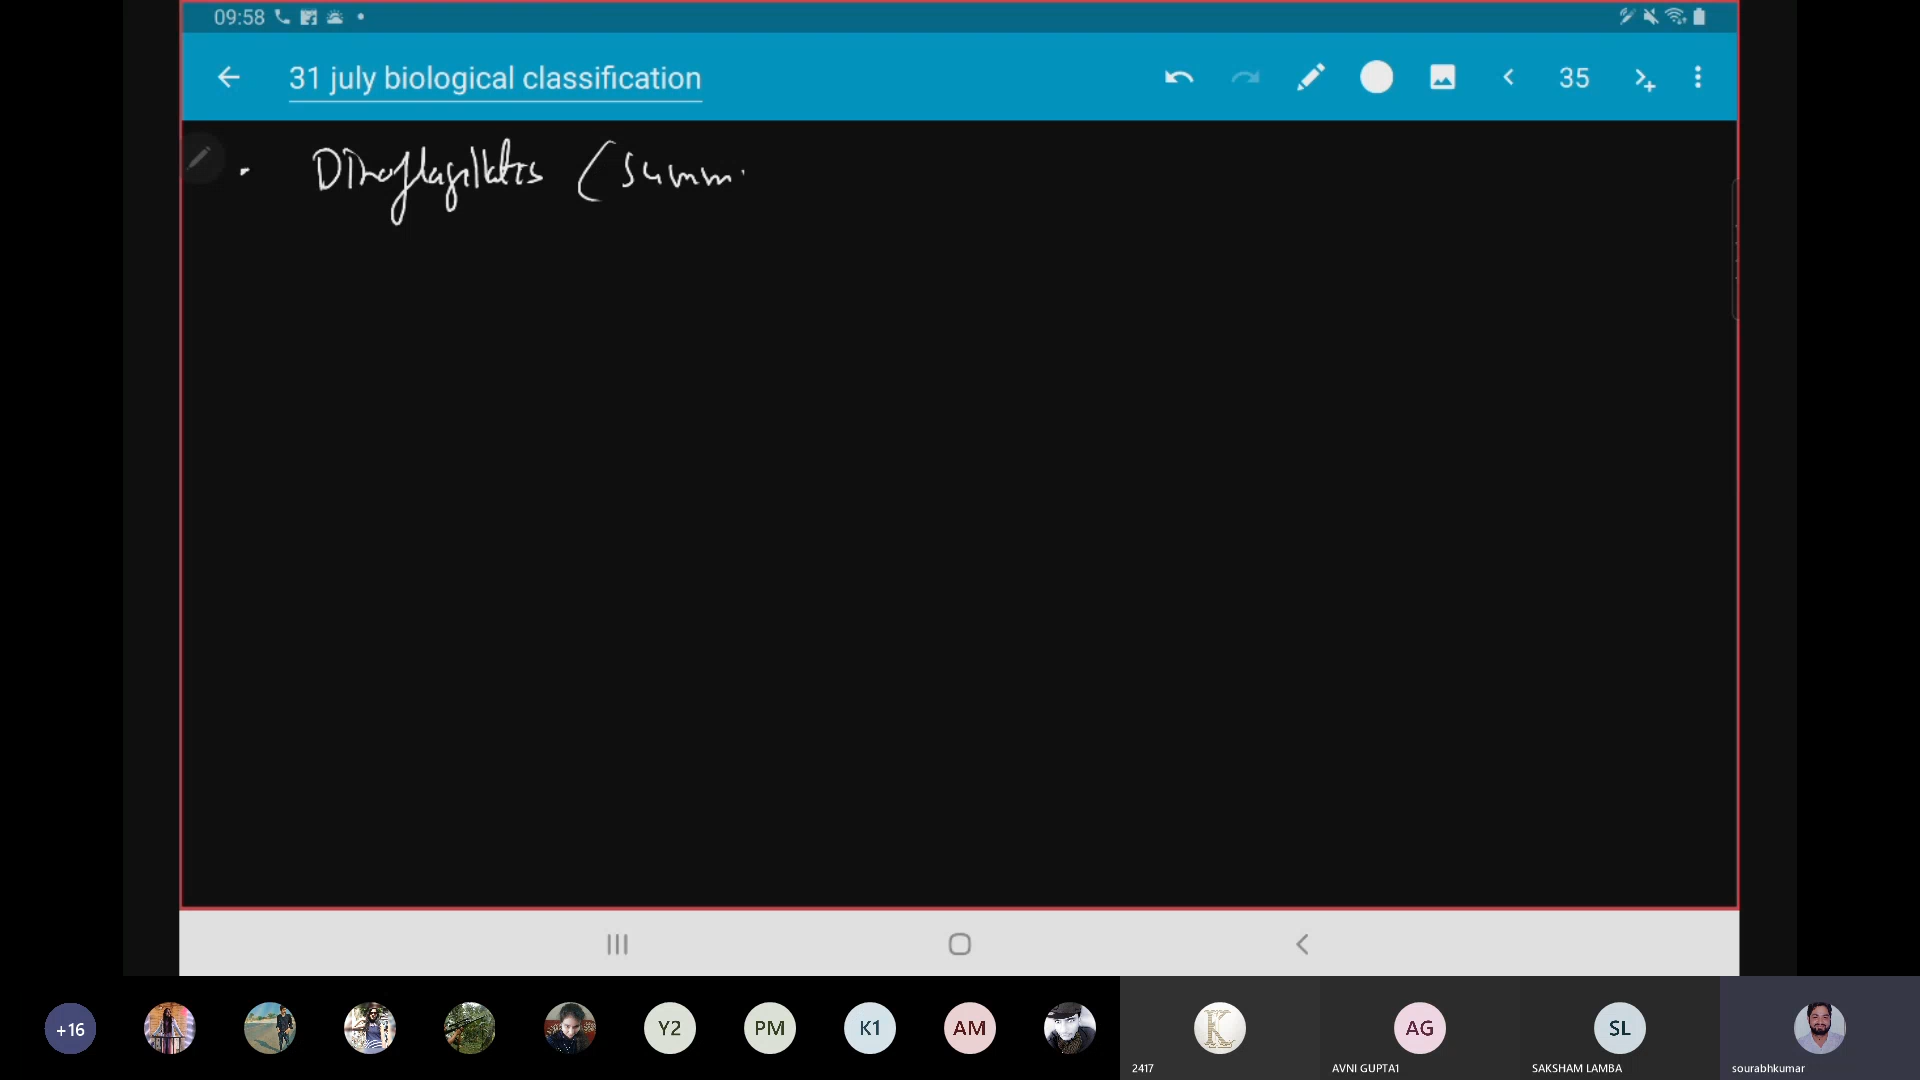 09:58
31 july biological classification
35
Dinoflagillates (summ
+16
Y2
PM
K1
AM
K
AG
SL
2417
AVNI GUPTA1
SAKSHAM LAMBA
sourabhkumar